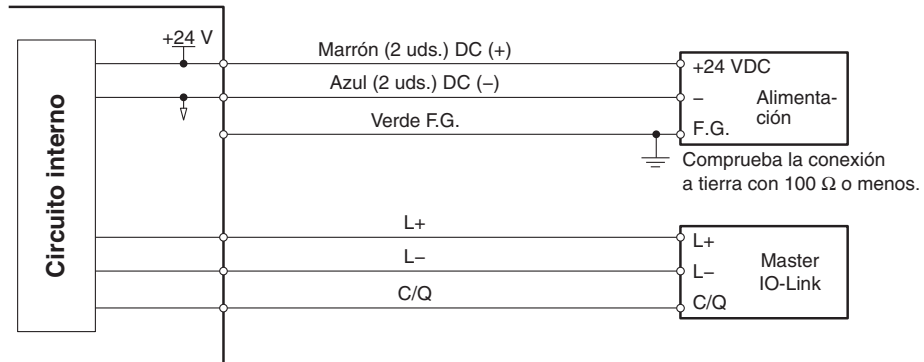 +24 V
Marrón (2 uds.) DC (+)
+24 VDC
Azul (2 uds.) DC (−)
–
Alimenta-
ción
Verde F.G.
F.G.
Comprueba la conexión
a tierra con 100 Ω o menos.
Circuito interno
L+
L+
L−
L−
Master
IO-Link
C/Q
C/Q